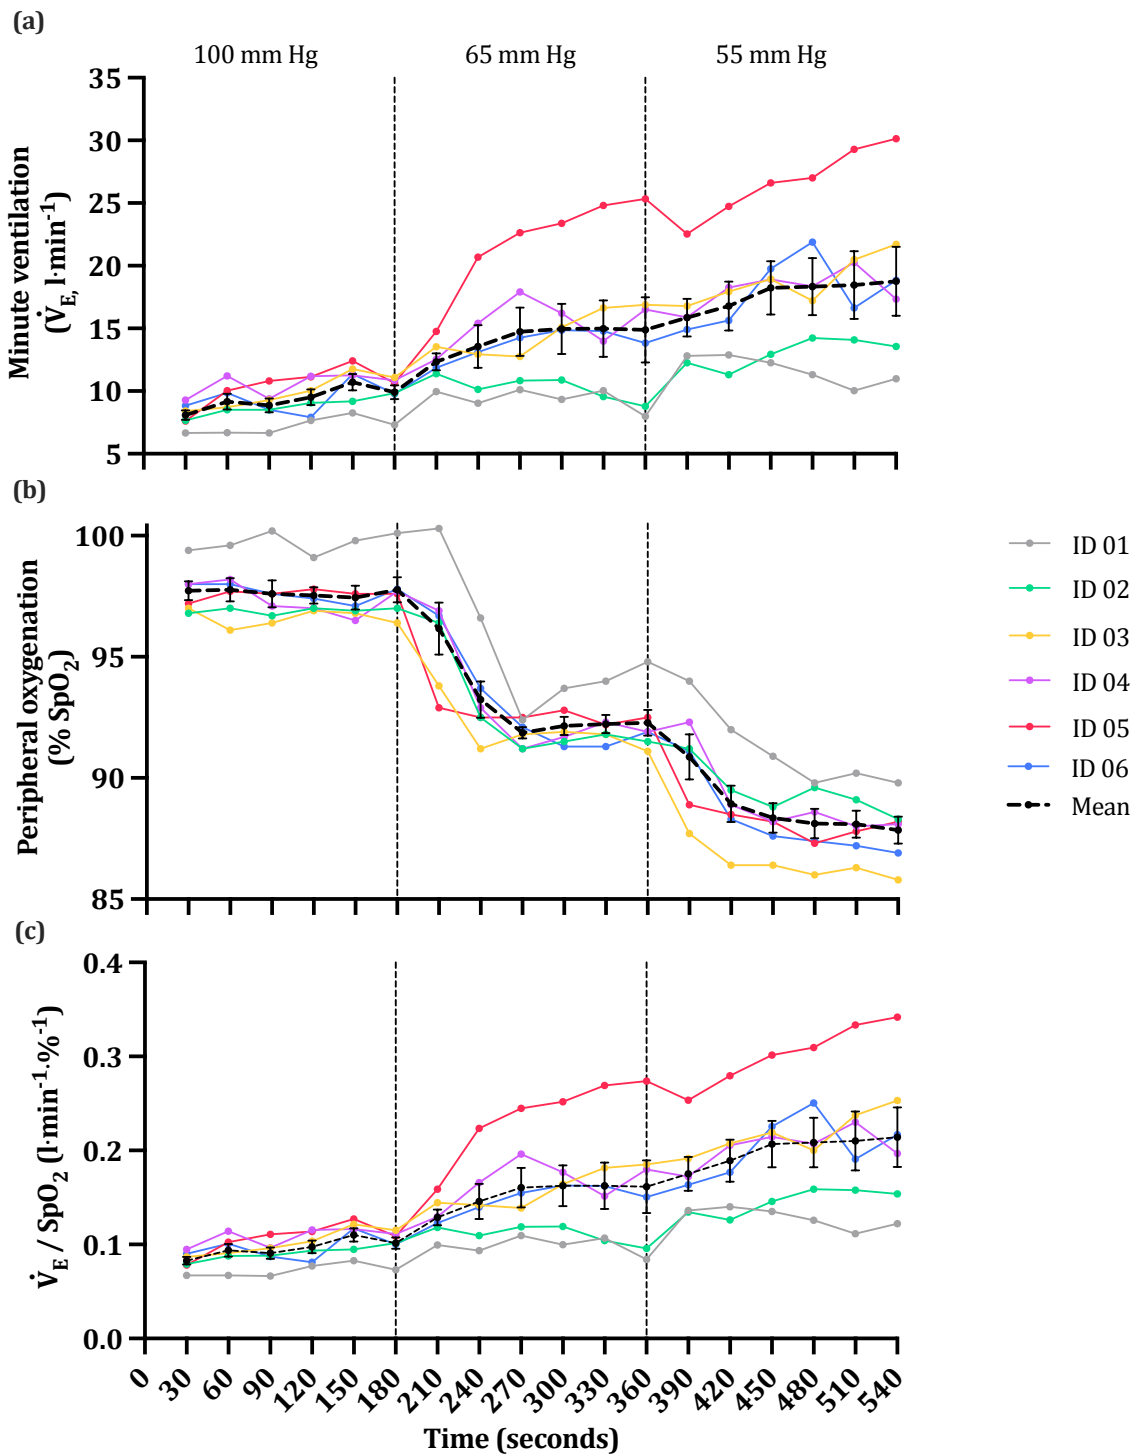 (a)
100 mm Hg 65 mm Hg 55 mm Hg
35
30
25
20
15
10
5
Minute ventilation
(V̇E, l·min-1)
(b)
100
95
90
85
Peripheral oxygenation
(% SpO2)
ID 01
ID 02
ID 03
ID 04
ID 05
ID 06
Mean
(c)
0.4
0.3
0.2
0.1
0.0
V̇E / SpO2 (l·min-1·%-1)
0 30 60 90 120 150 180 210 240 270 300 330 360 390 420 450 480 510 540
Time (seconds)